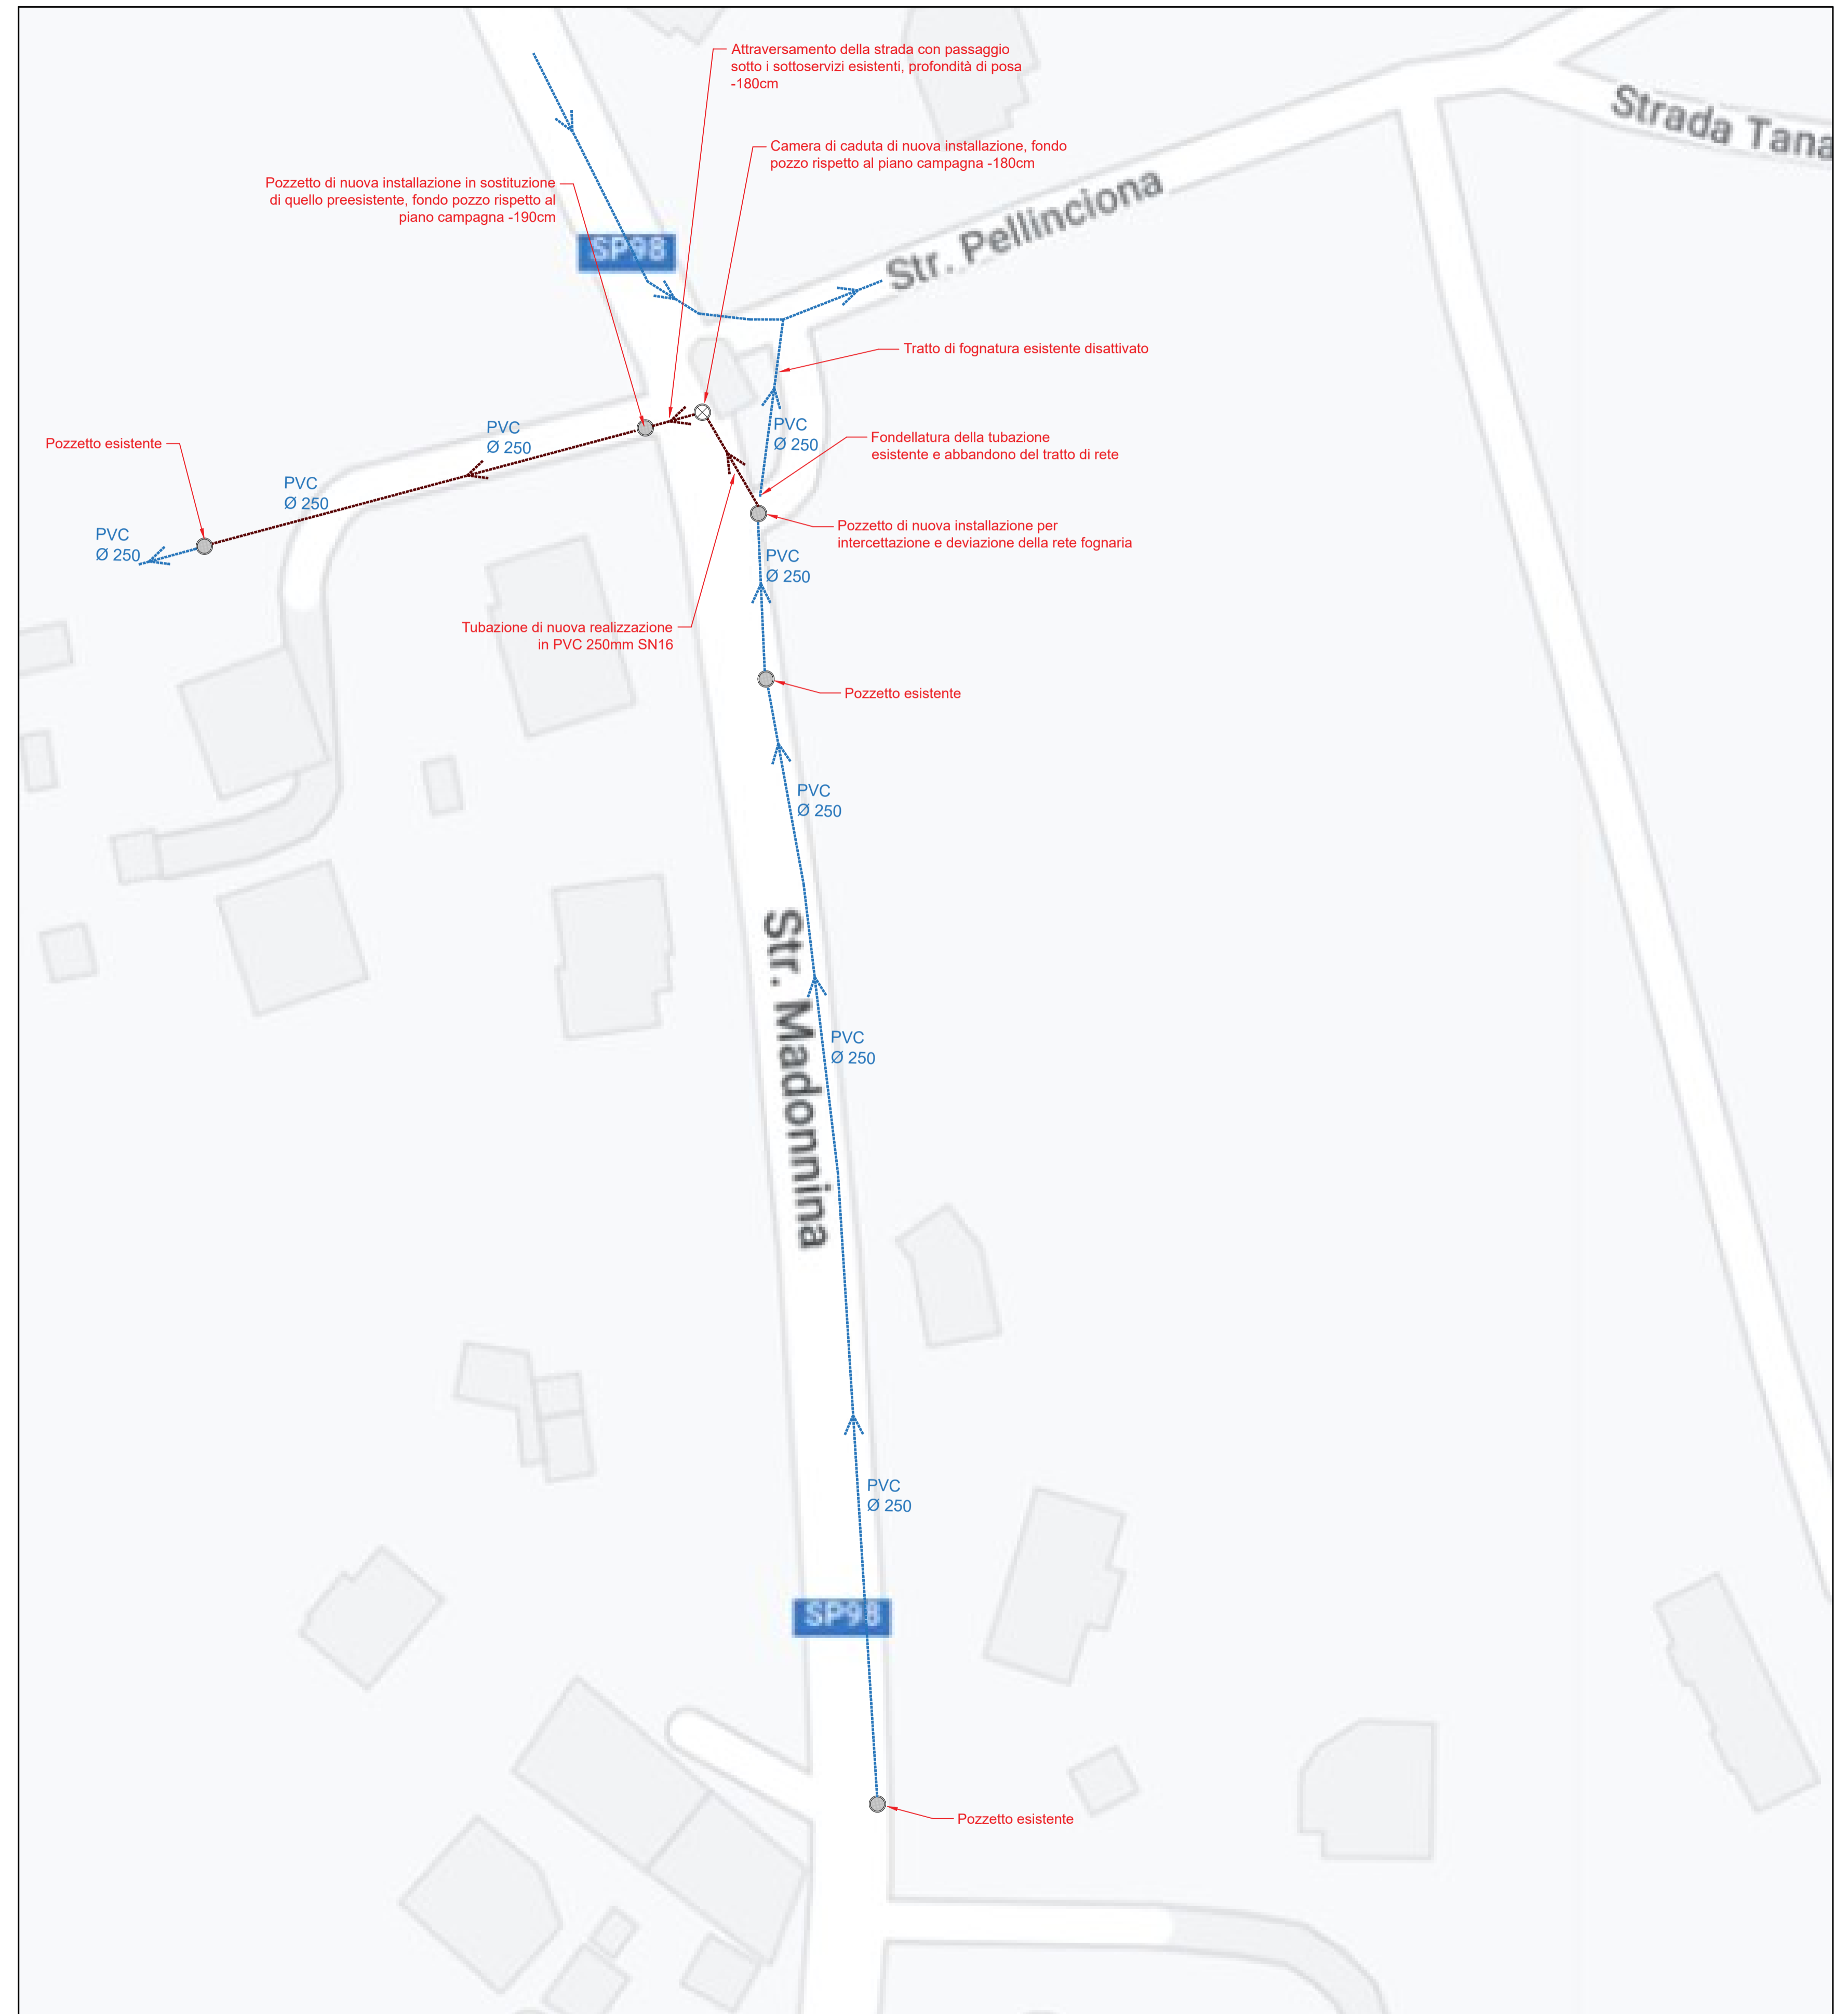 Attraversamento della strada con passaggio
sotto i sottoservizi esistenti, profondità di posa
-180cm
Strada Tana
Camera di caduta di nuova installazione, fondo
pozzo rispetto al piano campagna -180cm
Pozzetto di nuova installazione in sostituzione
di quello preesistente, fondo pozzo rispetto al
piano campagna -190cm
Str. Pellinciona
SP98
Tratto di fognatura esistente disattivato
PVC
Ø 250
PVC
Ø 250
Pozzetto esistente
Fondellatura della tubazione
esistente e abbandono del tratto di rete
PVC
Ø 250
PVC
Ø 250
Pozzetto di nuova installazione per
intercettazione e deviazione della rete fognaria
PVC
Ø 250
Tubazione di nuova realizzazione
in PVC 250mm SN16
Pozzetto esistente
PVC
Ø 250
Str. Madonnina
PVC
Ø 250
PVC
Ø 250
SP98
Pozzetto esistente